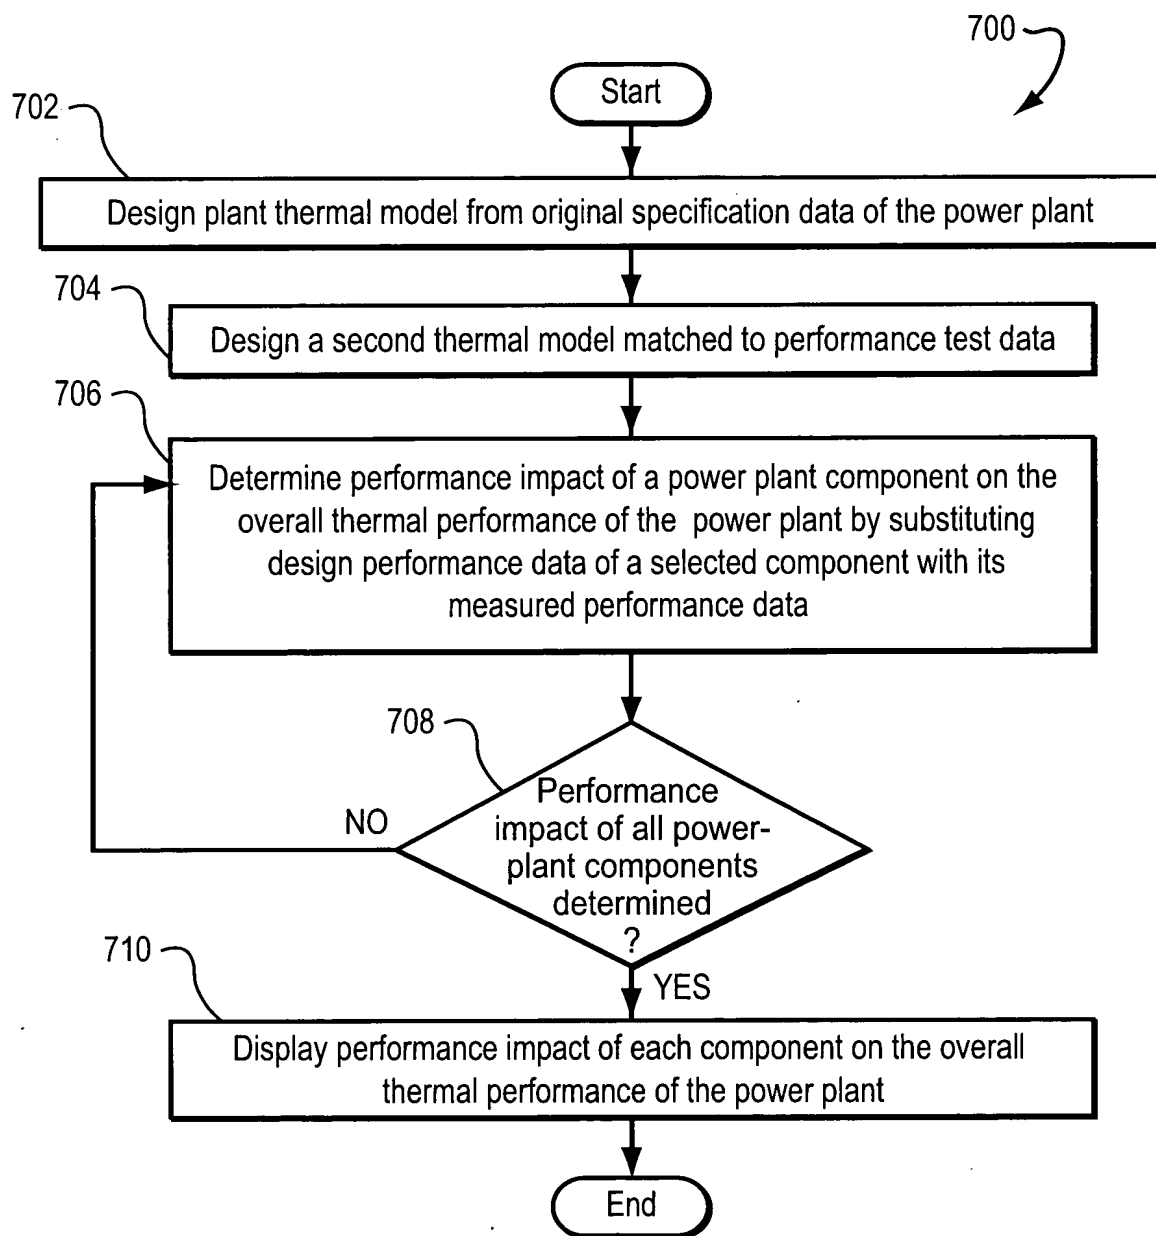 700
Start
702
Design plant thermal model from original specification data of the power plant
704
Design a second thermal model matched to performance test data
706
Determine performance impact of a power plant component on the
overall thermal performance of the power plant by substituting
design performance data of a selected component with its
measured performance data
708
Performance
impact of all power-
plant components
determined
?
NO
YES
710
Display performance impact of each component on the overall
thermal performance of the power plant
End